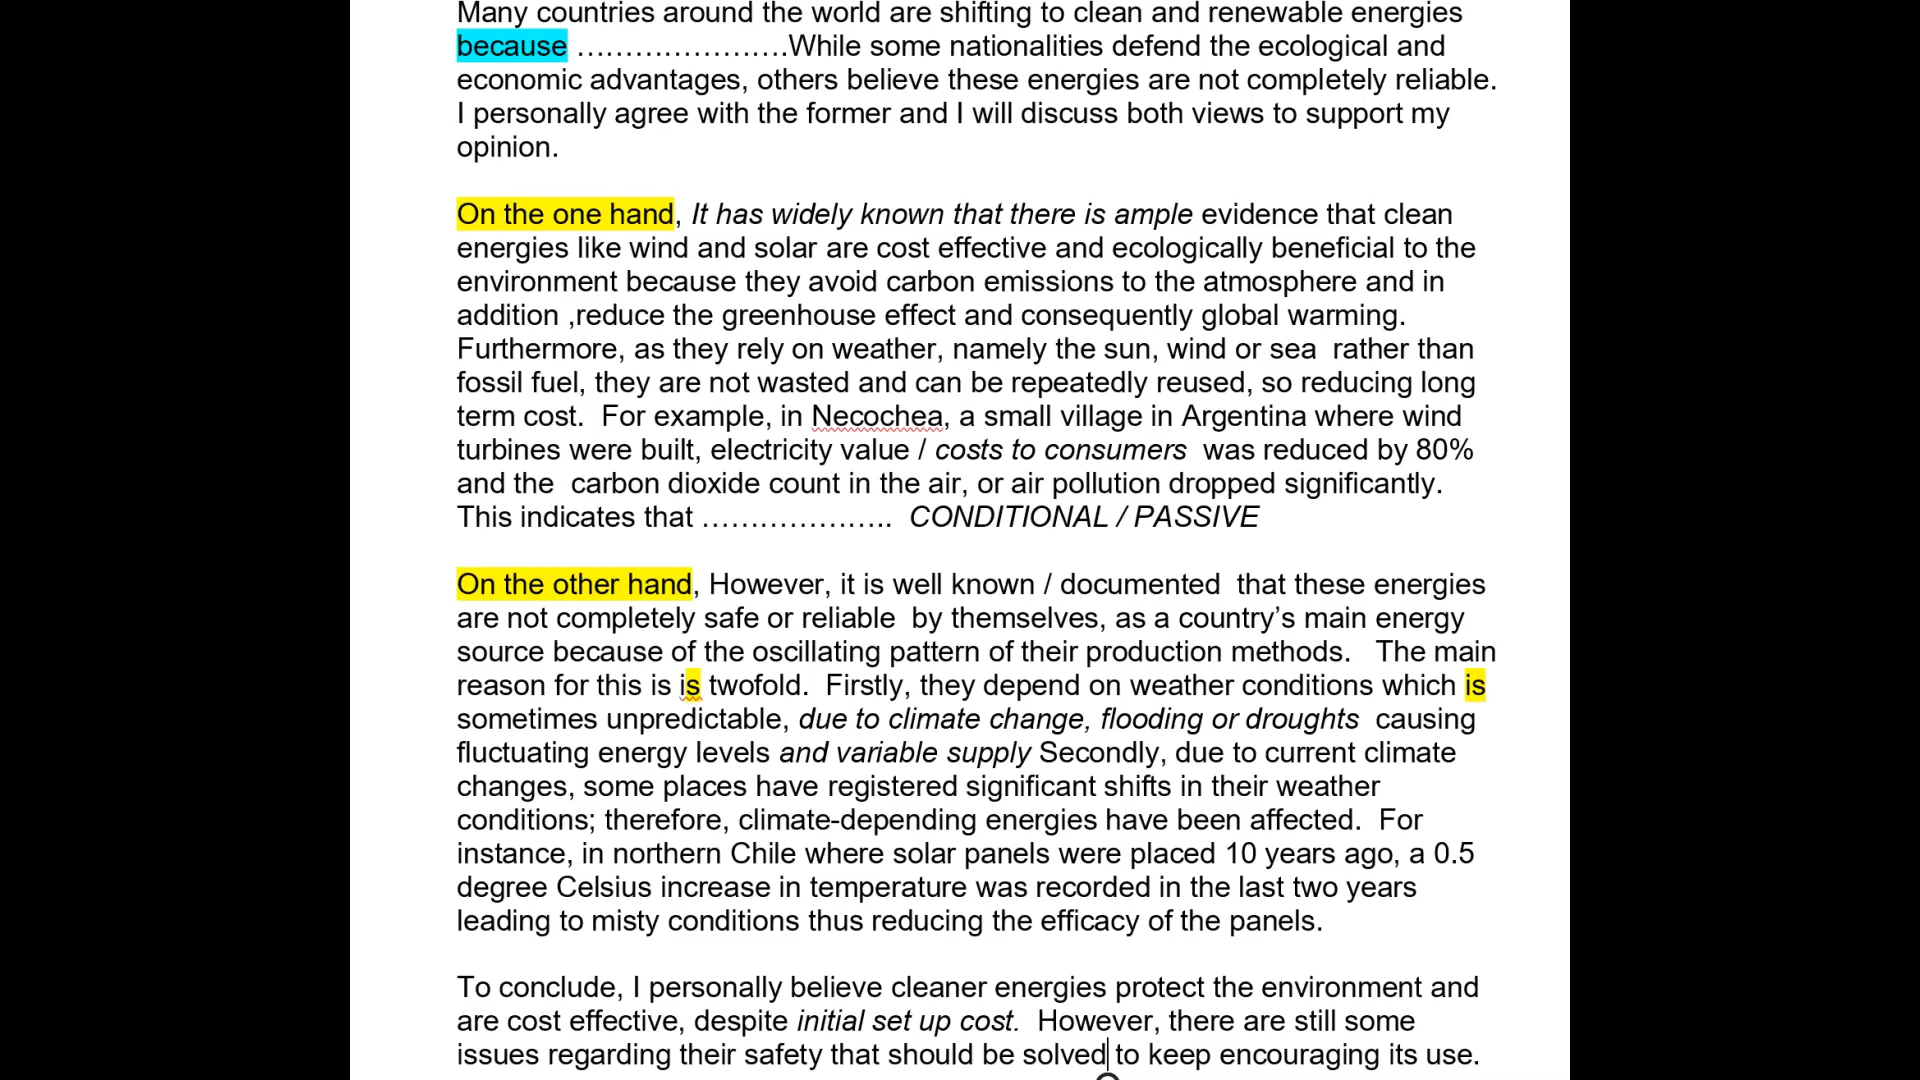 Many countries around the world are shifting to clean and renewable energies
because ………………….While some nationalities defend the ecological and
economic advantages, others believe these energies are not completely reliable.
I personally agree with the former and I will discuss both views to support my
opinion.
On the one hand, It has widely known that there is ample evidence that clean
energies like wind and solar are cost effective and ecologically beneficial to the
environment because they avoid carbon emissions to the atmosphere and in
addition ,reduce the greenhouse effect and consequently global warming.
Furthermore, as they rely on weather, namely the sun, wind or sea  rather than
fossil fuel, they are not wasted and can be repeatedly reused, so reducing long
term cost.  For example, in Necochea, a small village in Argentina where wind
turbines were built, electricity value / costs to consumers  was reduced by 80%
and the  carbon dioxide count in the air, or air pollution dropped significantly.
This indicates that ………………..  CONDITIONAL / PASSIVE
On the other hand, However, it is well known / documented  that these energies
are not completely safe or reliable  by themselves, as a country’s main energy
source because of the oscillating pattern of their production methods.   The main
reason for this is is twofold.  Firstly, they depend on weather conditions which is
sometimes unpredictable, due to climate change, flooding or droughts  causing
fluctuating energy levels and variable supply Secondly, due to current climate
changes, some places have registered significant shifts in their weather
conditions; therefore, climate-depending energies have been affected.  For
instance, in northern Chile where solar panels were placed 10 years ago, a 0.5
degree Celsius increase in temperature was recorded in the last two years
leading to misty conditions thus reducing the efficacy of the panels.
To conclude, I personally believe cleaner energies protect the environment and
are cost effective, despite initial set up cost.  However, there are still some
issues regarding their safety that should be solved to keep encouraging its use.